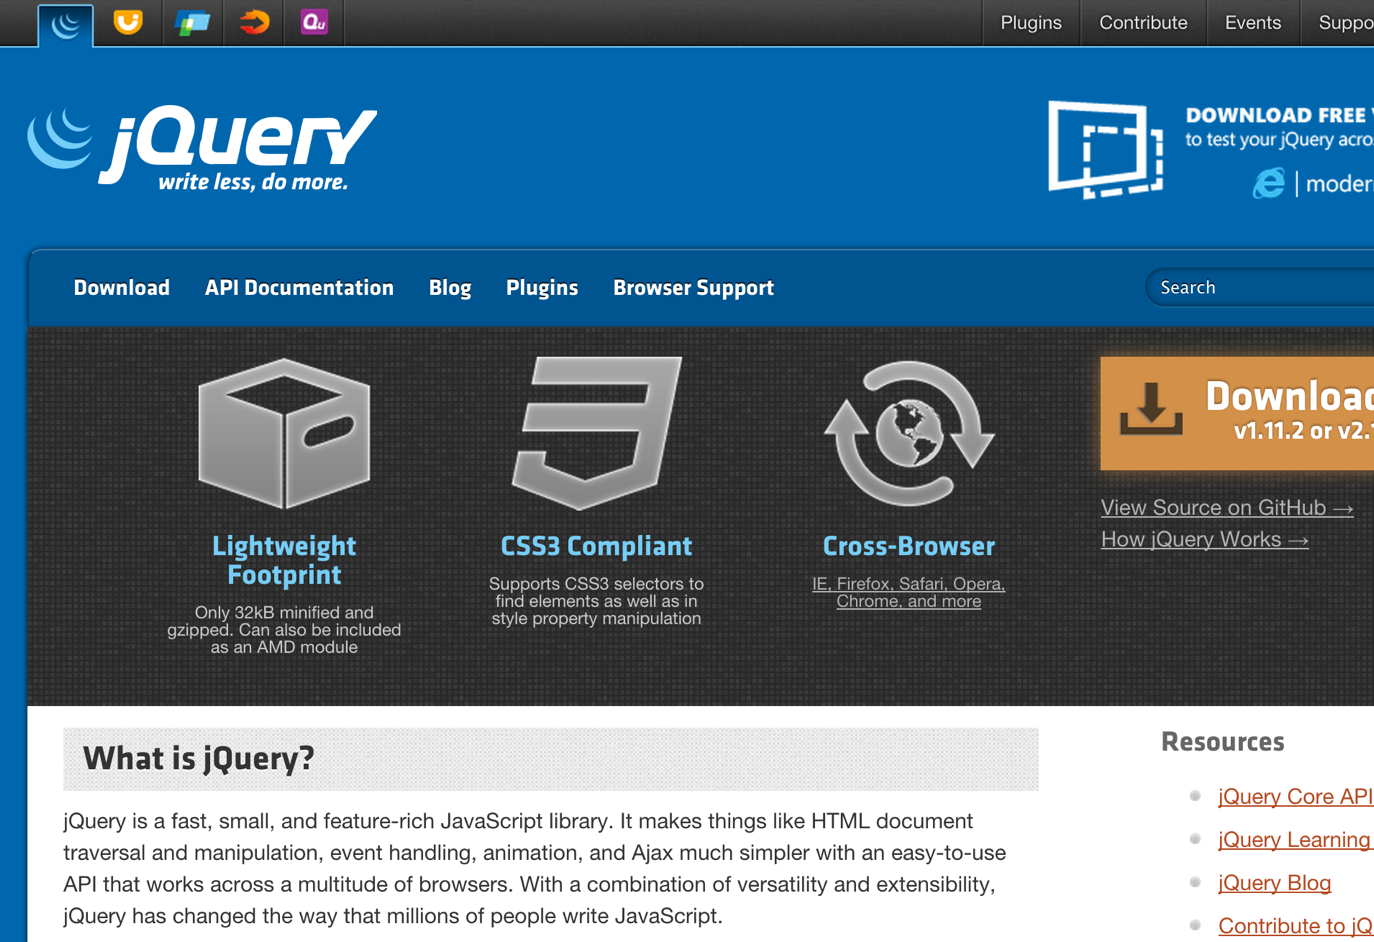 Qu
Plugins Contribute Events
jQuery
write less, do more.
DOWNLOAD FREE
to test your jQuery
Download API Documentation Blog Plugins Browser Support
Search
Lightweight
Footprint
Only 32kB minified and
gzipped. Can also be included
as an AMD module
CSS3 Compliant
Supports CSS3 selectors to
find elements as well as in
style property manipulation
Cross-Browser
IE, Firefox, Safari, Opera,
Chrome, and more
Download
v1.11.2 or
View Source on GitHub →
How jQuery Works →
What is jQuery?
jQuery is a fast, small, and feature-rich JavaScript library. It makes things like HTML document
traversal and manipulation, event handling, animation, and Ajax much simpler with an easy-to-use
API that works across a multitude of browsers. With a combination of versatility and extensibility,
jQuery has changed the way that millions of people write JavaScript.
Resources
jQuery Core API
jQuery Learning
jQuery Blog
Contribute to